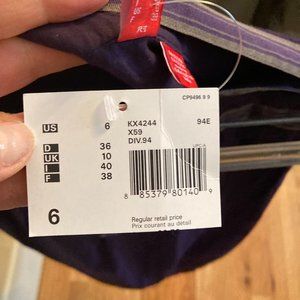 CP9496 9 9
US 6
D 36
UK 10
I 40
F 38
6
KX4244
X59
DIV.94
94E
8 85379 80140 9
Regular retail price
Prix courant au détail